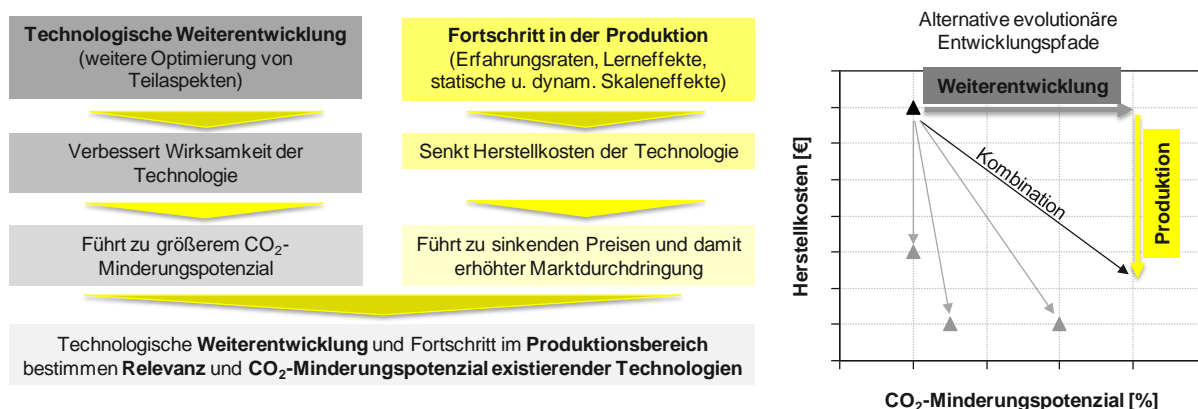 Technologische Weiterentwicklung
(weitere Optimierung von
Teilaspekten)
Verbessert Wirksamkeit der
Technologie
Führt zu größerem CO₂-
Minderungspotenzial
Fortschritt in der Produktion
(Erfahrungsraten, Lerneffekte,
statische u. dynam. Skaleneffekte)
Senkt Herstellkosten der Technologie
Führt zu sinkenden Preisen und damit
erhöhter Marktdurchdringung
Technologische Weiterentwicklung und Fortschritt im Produktionsbereich
bestimmen Relevanz und CO₂-Minderungspotenzial existierender Technologien
Alternative evolutionäre
Entwicklungspfade
Weiterentwicklung
Kombination
Produktion
Herstellkosten [€]
CO₂-Minderungspotenzial [%]